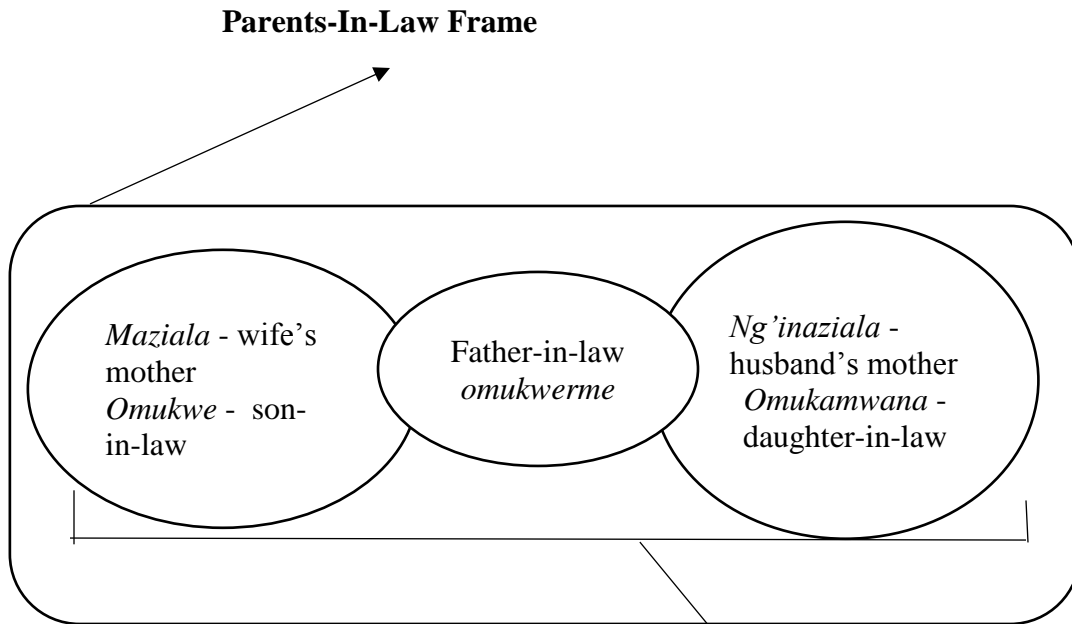 Parents-In-Law Frame
Maziala - wife’s
mother
Omukwe - son-
in-law
Father-in-law
omukwerme
Ng’inaziala -
husband’s mother
Omukamwana -
daughter-in-law